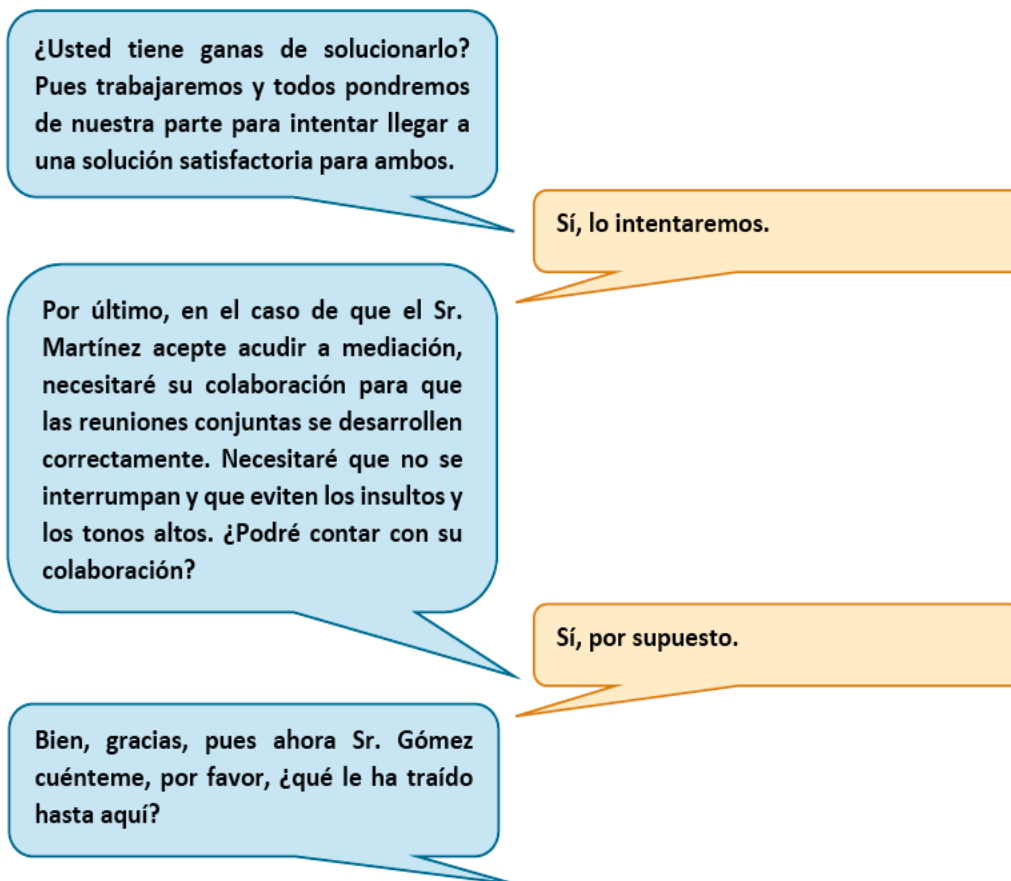 ¿Usted tiene ganas de solucionarlo?
Pues trabajaremos y todos pondremos
de nuestra parte para intentar llegar a
una solución satisfactoria para ambos.
Sí, lo intentaremos.
Por último, en el caso de que el Sr.
Martínez acepte acudir a mediación,
necesitaré su colaboración para que
las reuniones conjuntas se desarrollen
correctamente. Necesitaré que no se
interrumpan y que eviten los insultos y
los tonos altos. ¿Podré contar con su
colaboración?
Sí, por supuesto.
Bien, gracias, pues ahora Sr. Gómez
cuénteme, por favor, ¿qué le ha traído
hasta aquí?